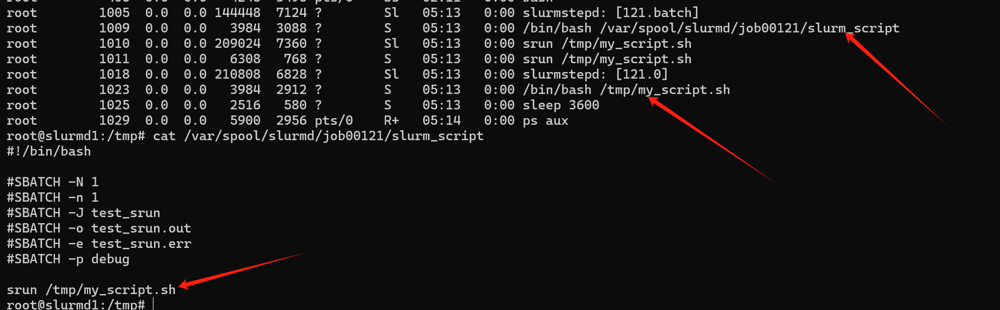 root 1005 0.0 0.0 144448 7124 ? Sl 05:13 0:00 slurmstepd: [121.batch]
root 1009 0.0 0.0 3984 3088 ? S 05:13 0:00 /bin/bash /var/spool/slurmd/job00121/slurm_script
root 1010 0.0 0.0 209024 7360 ? Sl 05:13 0:00 srun /tmp/my_script.sh
root 1011 0.0 0.0 6308 768 ? S 05:13 0:00 srun /tmp/my_script.sh
root 1018 0.0 0.0 210808 6828 ? Sl 05:13 0:00 slurmstepd: [121.0]
root 1023 0.0 0.0 3984 2912 ? S 05:13 0:00 /bin/bash /tmp/my_script.sh
root 1025 0.0 0.0 2516 580 ? S 05:13 0:00 sleep 3600
root 1029 0.0 0.0 5900 2956 pts/0 R+ 05:14 0:00 ps aux
root@slurmd1:/tmp# cat /var/spool/slurmd/job00121/slurm_script
#!/bin/bash
#SBATCH -N 1
#SBATCH -n 1
#SBATCH -J test_srun
#SBATCH -o test_srun.out
#SBATCH -e test_srun.err
#SBATCH -p debug
srun /tmp/my_script.sh
root@slurmd1:/tmp#